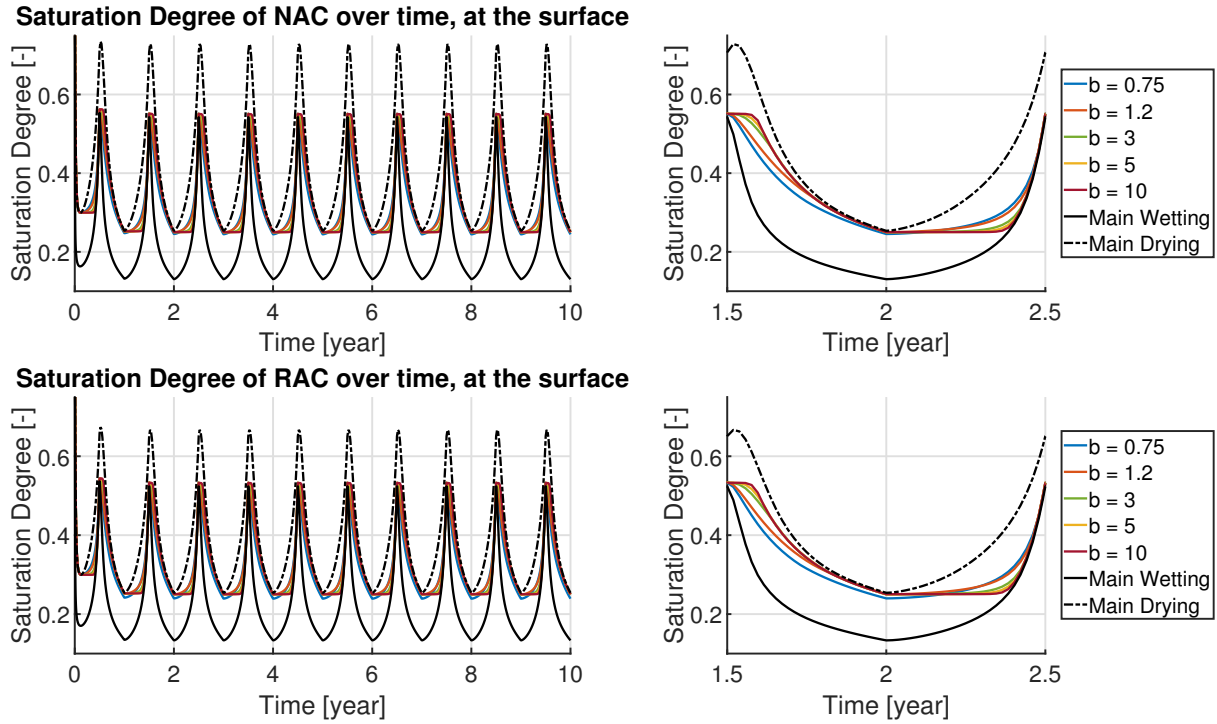 Saturation Degree of NAC over time, at the surface
Saturation Degree [-]
0.6
0.4
0.2
0 2 4 6 8 10
Time [year]
Saturation Degree [-]
0.6
0.4
0.2
1.5 2 2.5
Time [year]
b = 0.75
b = 1.2
b = 3
b = 5
b = 10
Main Wetting
Main Drying
Saturation Degree of RAC over time, at the surface
Saturation Degree [-]
0.6
0.4
0.2
0 2 4 6 8 10
Time [year]
Saturation Degree [-]
0.6
0.4
0.2
1.5 2 2.5
Time [year]
b = 0.75
b = 1.2
b = 3
b = 5
b = 10
Main Wetting
Main Drying